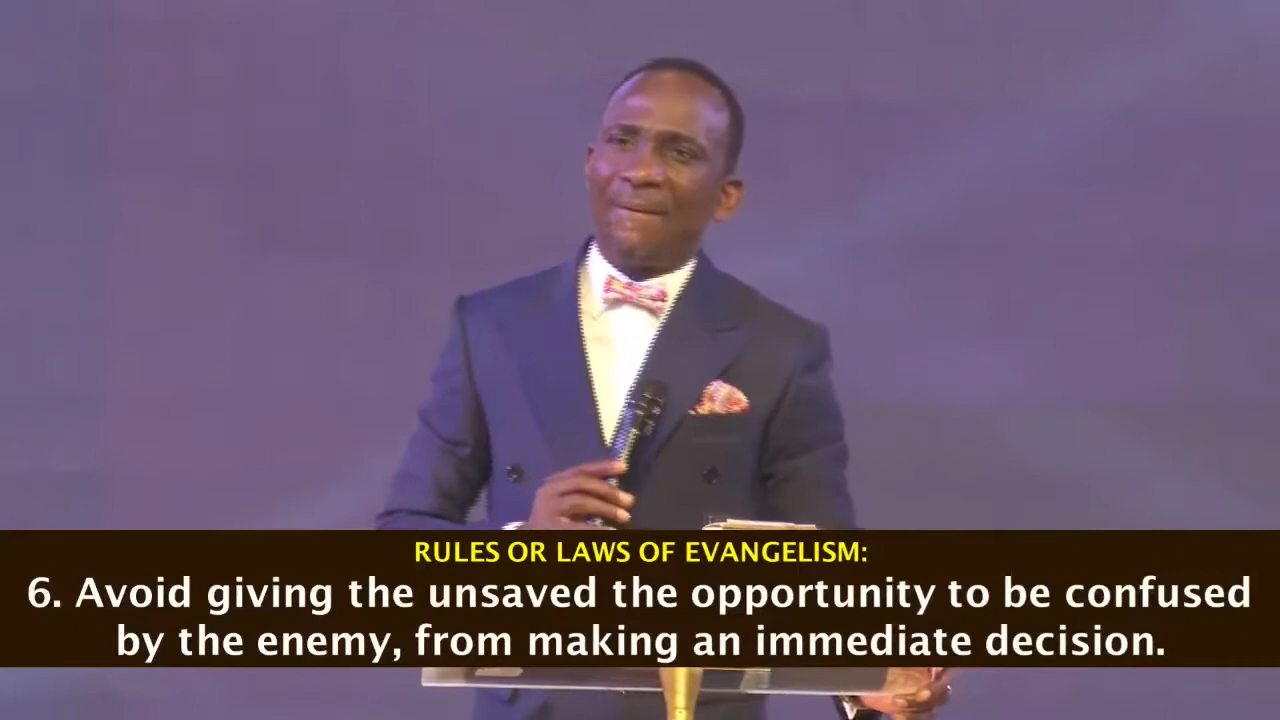 RULES OR LAWS OF EVANGELISM:
6. Avoid giving the unsaved the opportunity to be confused
by the enemy, from making an immediate decision.